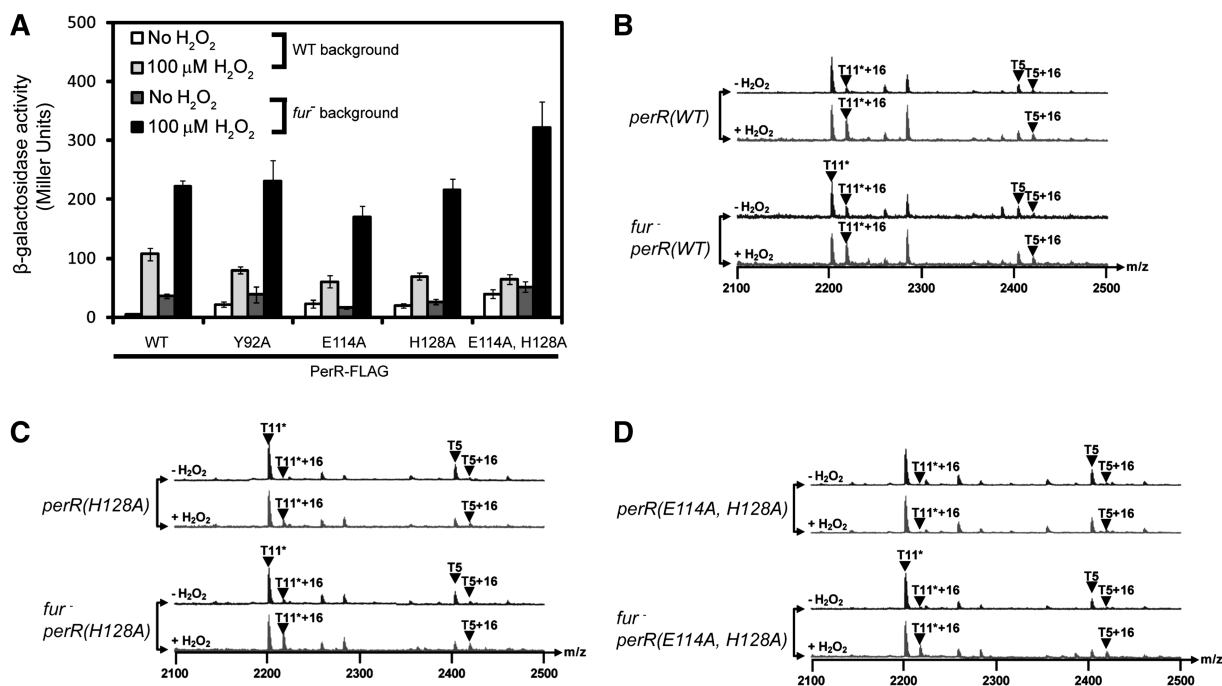 A
β-galactosidase activity
(Miller Units)
500
400
300
200
100
0
No H₂O₂
100 μM H₂O₂
WT background
No H₂O₂
100 μM H₂O₂
fur⁻ background
WT Y92A E114A H128A E114A, H128A
PerR-FLAG
B
perR(WT)
- H₂O₂
T11*+16
T5
T5+16
+ H₂O₂
T11*+16
T5+16
fur⁻
perR(WT)
T11*
- H₂O₂
T11*+16
T5
T5+16
+ H₂O₂
T11*+16
T5+16
m/z
2100 2200 2300 2400 2500
C
perR(H128A)
T11*
- H₂O₂
T11*+16
T5
T5+16
+ H₂O₂
T11*+16
T5+16
fur⁻
perR(H128A)
T11*
- H₂O₂
T11*+16
T5
T5+16
+ H₂O₂
T11*+16
T5+16
m/z
2100 2200 2300 2400 2500
D
perR(E114A, H128A)
- H₂O₂
T11*+16
T5
T5+16
+ H₂O₂
T11*+16
T5+16
fur⁻
perR(E114A, H128A)
T11*
- H₂O₂
T11*+16
T5
T5+16
+ H₂O₂
T11*+16
T5+16
m/z
2100 2200 2300 2400 2500